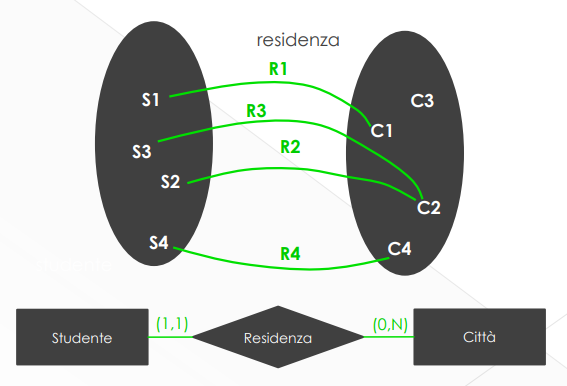 residenza
R1
S1
C3
R3
C1
S3
R2
S2
C2
S4
R4
C4
(1,1)
(0,N)
Studente
Residenza
Città